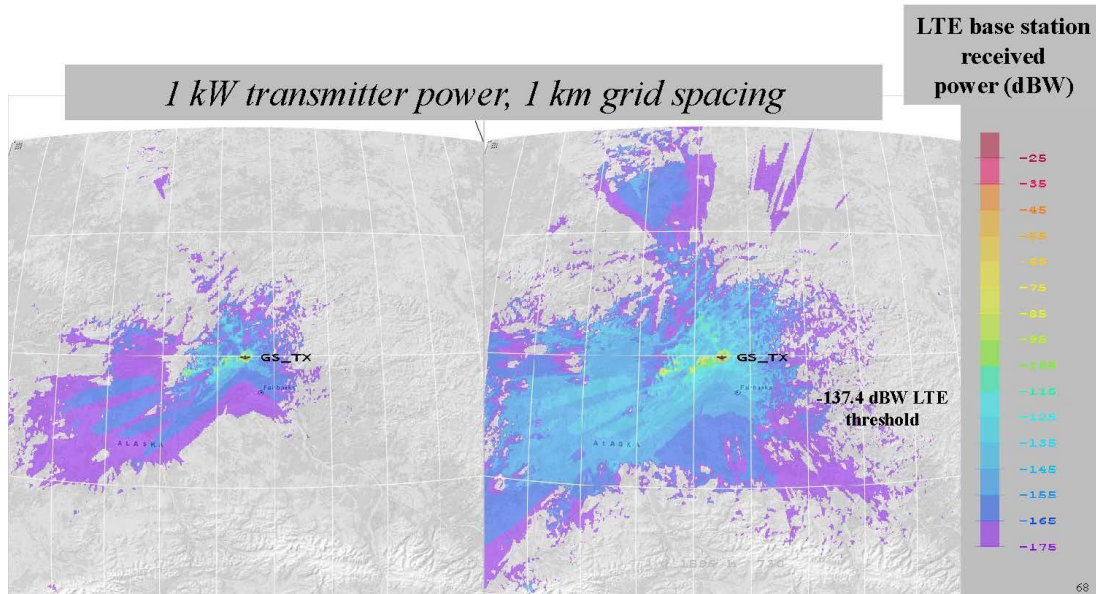 LTE base station
received
power (dBW)
1 kW transmitter power, 1 km grid spacing
GS_TX
Fairbanks
ALASKA
GS_TX
Fairbanks
ALASKA
-137.4 dBW LTE
threshold
-25
-35
-45
-55
-65
-75
-85
-95
-105
-115
-125
-135
-145
-155
-165
-175
68